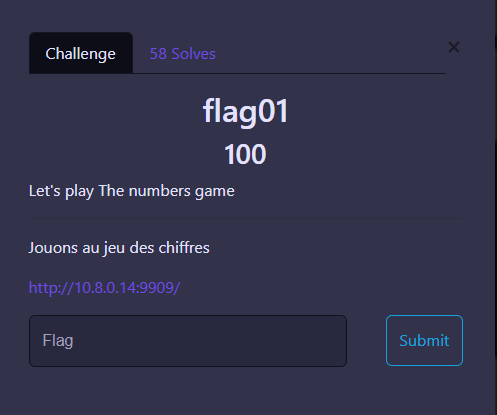 Challenge
58 Solves
×
flag01
100
Let's play The numbers game
Jouons au jeu des chiffres
http://10.8.0.14:9909/
Flag
Submit